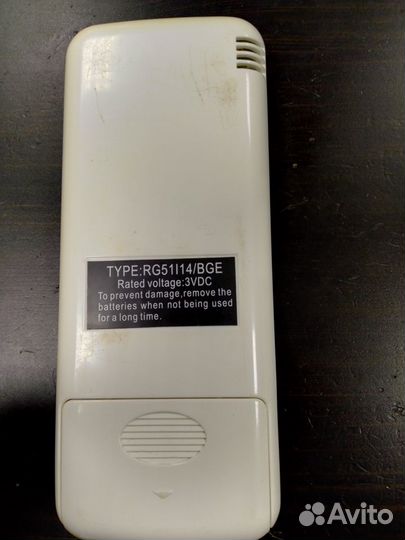 TYPE:RG51I14/BGE
Rated voltage:3VDC
To prevent damage,remove the
batteries when not being used
for a long time.
Avito